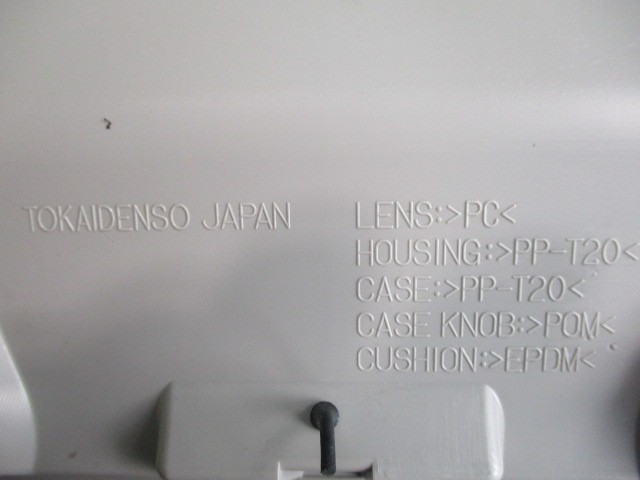 TOKAIDENSO JAPAN
LENS:>PC<
HOUSING:>PP-T20<
CASE:>PP-T20<
CASE KNOB:>POM<
CUSHION:>EPDM<